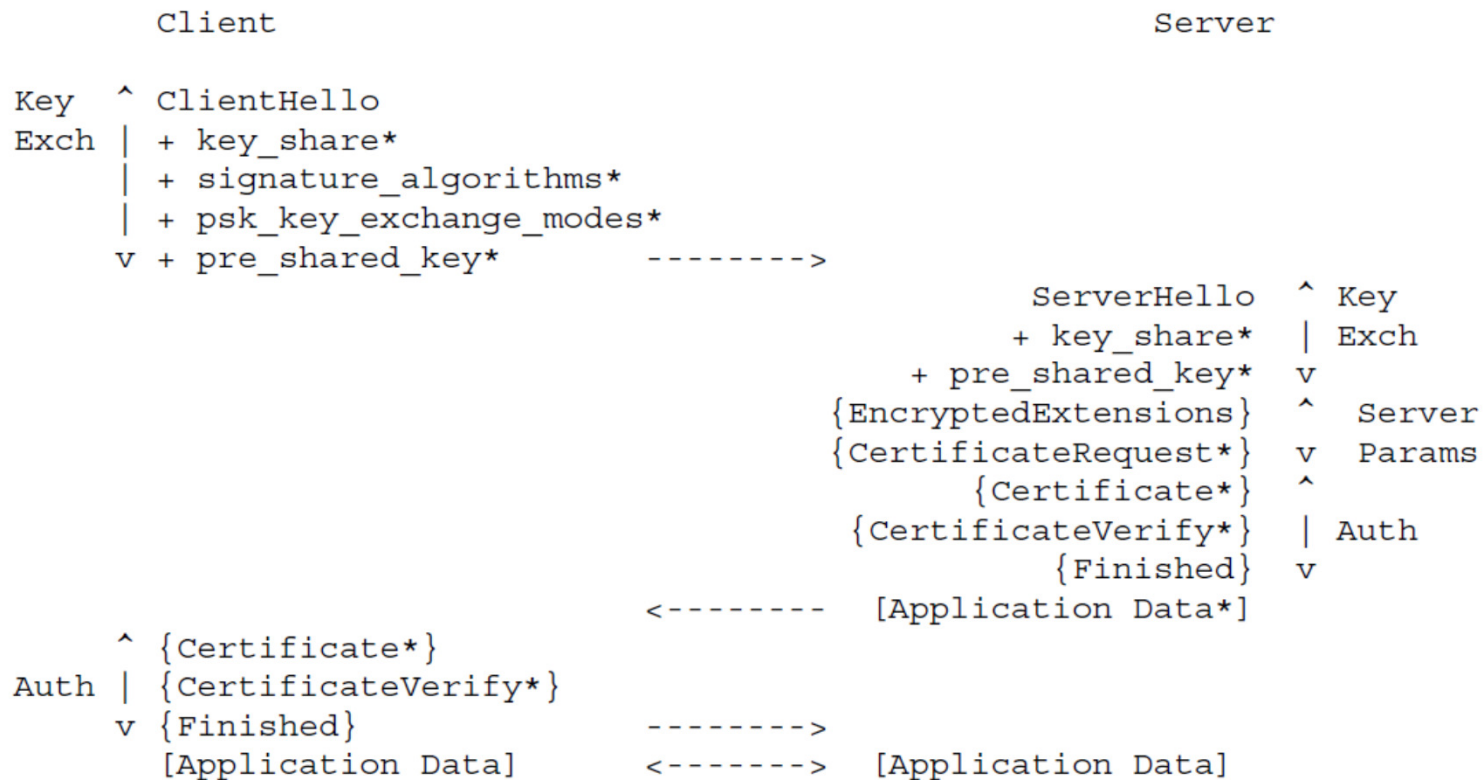 Client                                           Server
Key  ^ ClientHello
Exch | + key_share*
     | + signature_algorithms*
     | + psk_key_exchange_modes*
     v + pre_shared_key*       -------->
                                                  ServerHello  ^ Key
                                                 + key_share*  | Exch
                                            + pre_shared_key*  v
                                        {EncryptedExtensions}  ^  Server
                                        {CertificateRequest*}  v  Params
                                               {Certificate*}  ^
                                         {CertificateVerify*}  | Auth
                                                   {Finished}  v
                               <--------  [Application Data*]
     ^ {Certificate*}
Auth | {CertificateVerify*}
     v {Finished}              -------->
       [Application Data]      <------->  [Application Data]